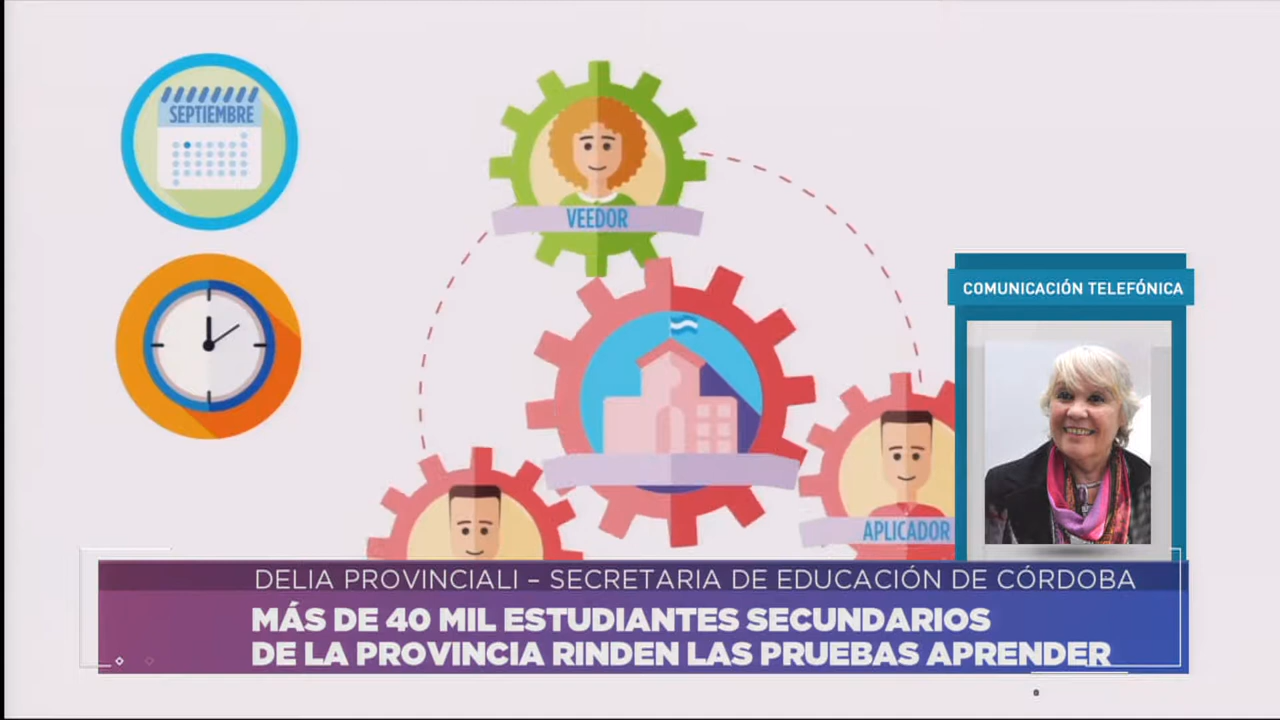 SEPTIEMBRE
VEEDOR
COMUNICACIÓN TELEFÓNICA
APLICADOR
DELIA PROVINCIALI – SECRETARIA DE EDUCACIÓN DE CÓRDOBA
MÁS DE 40 MIL ESTUDIANTES SECUNDARIOS
DE LA PROVINCIA RINDEN LAS PRUEBAS APRENDER